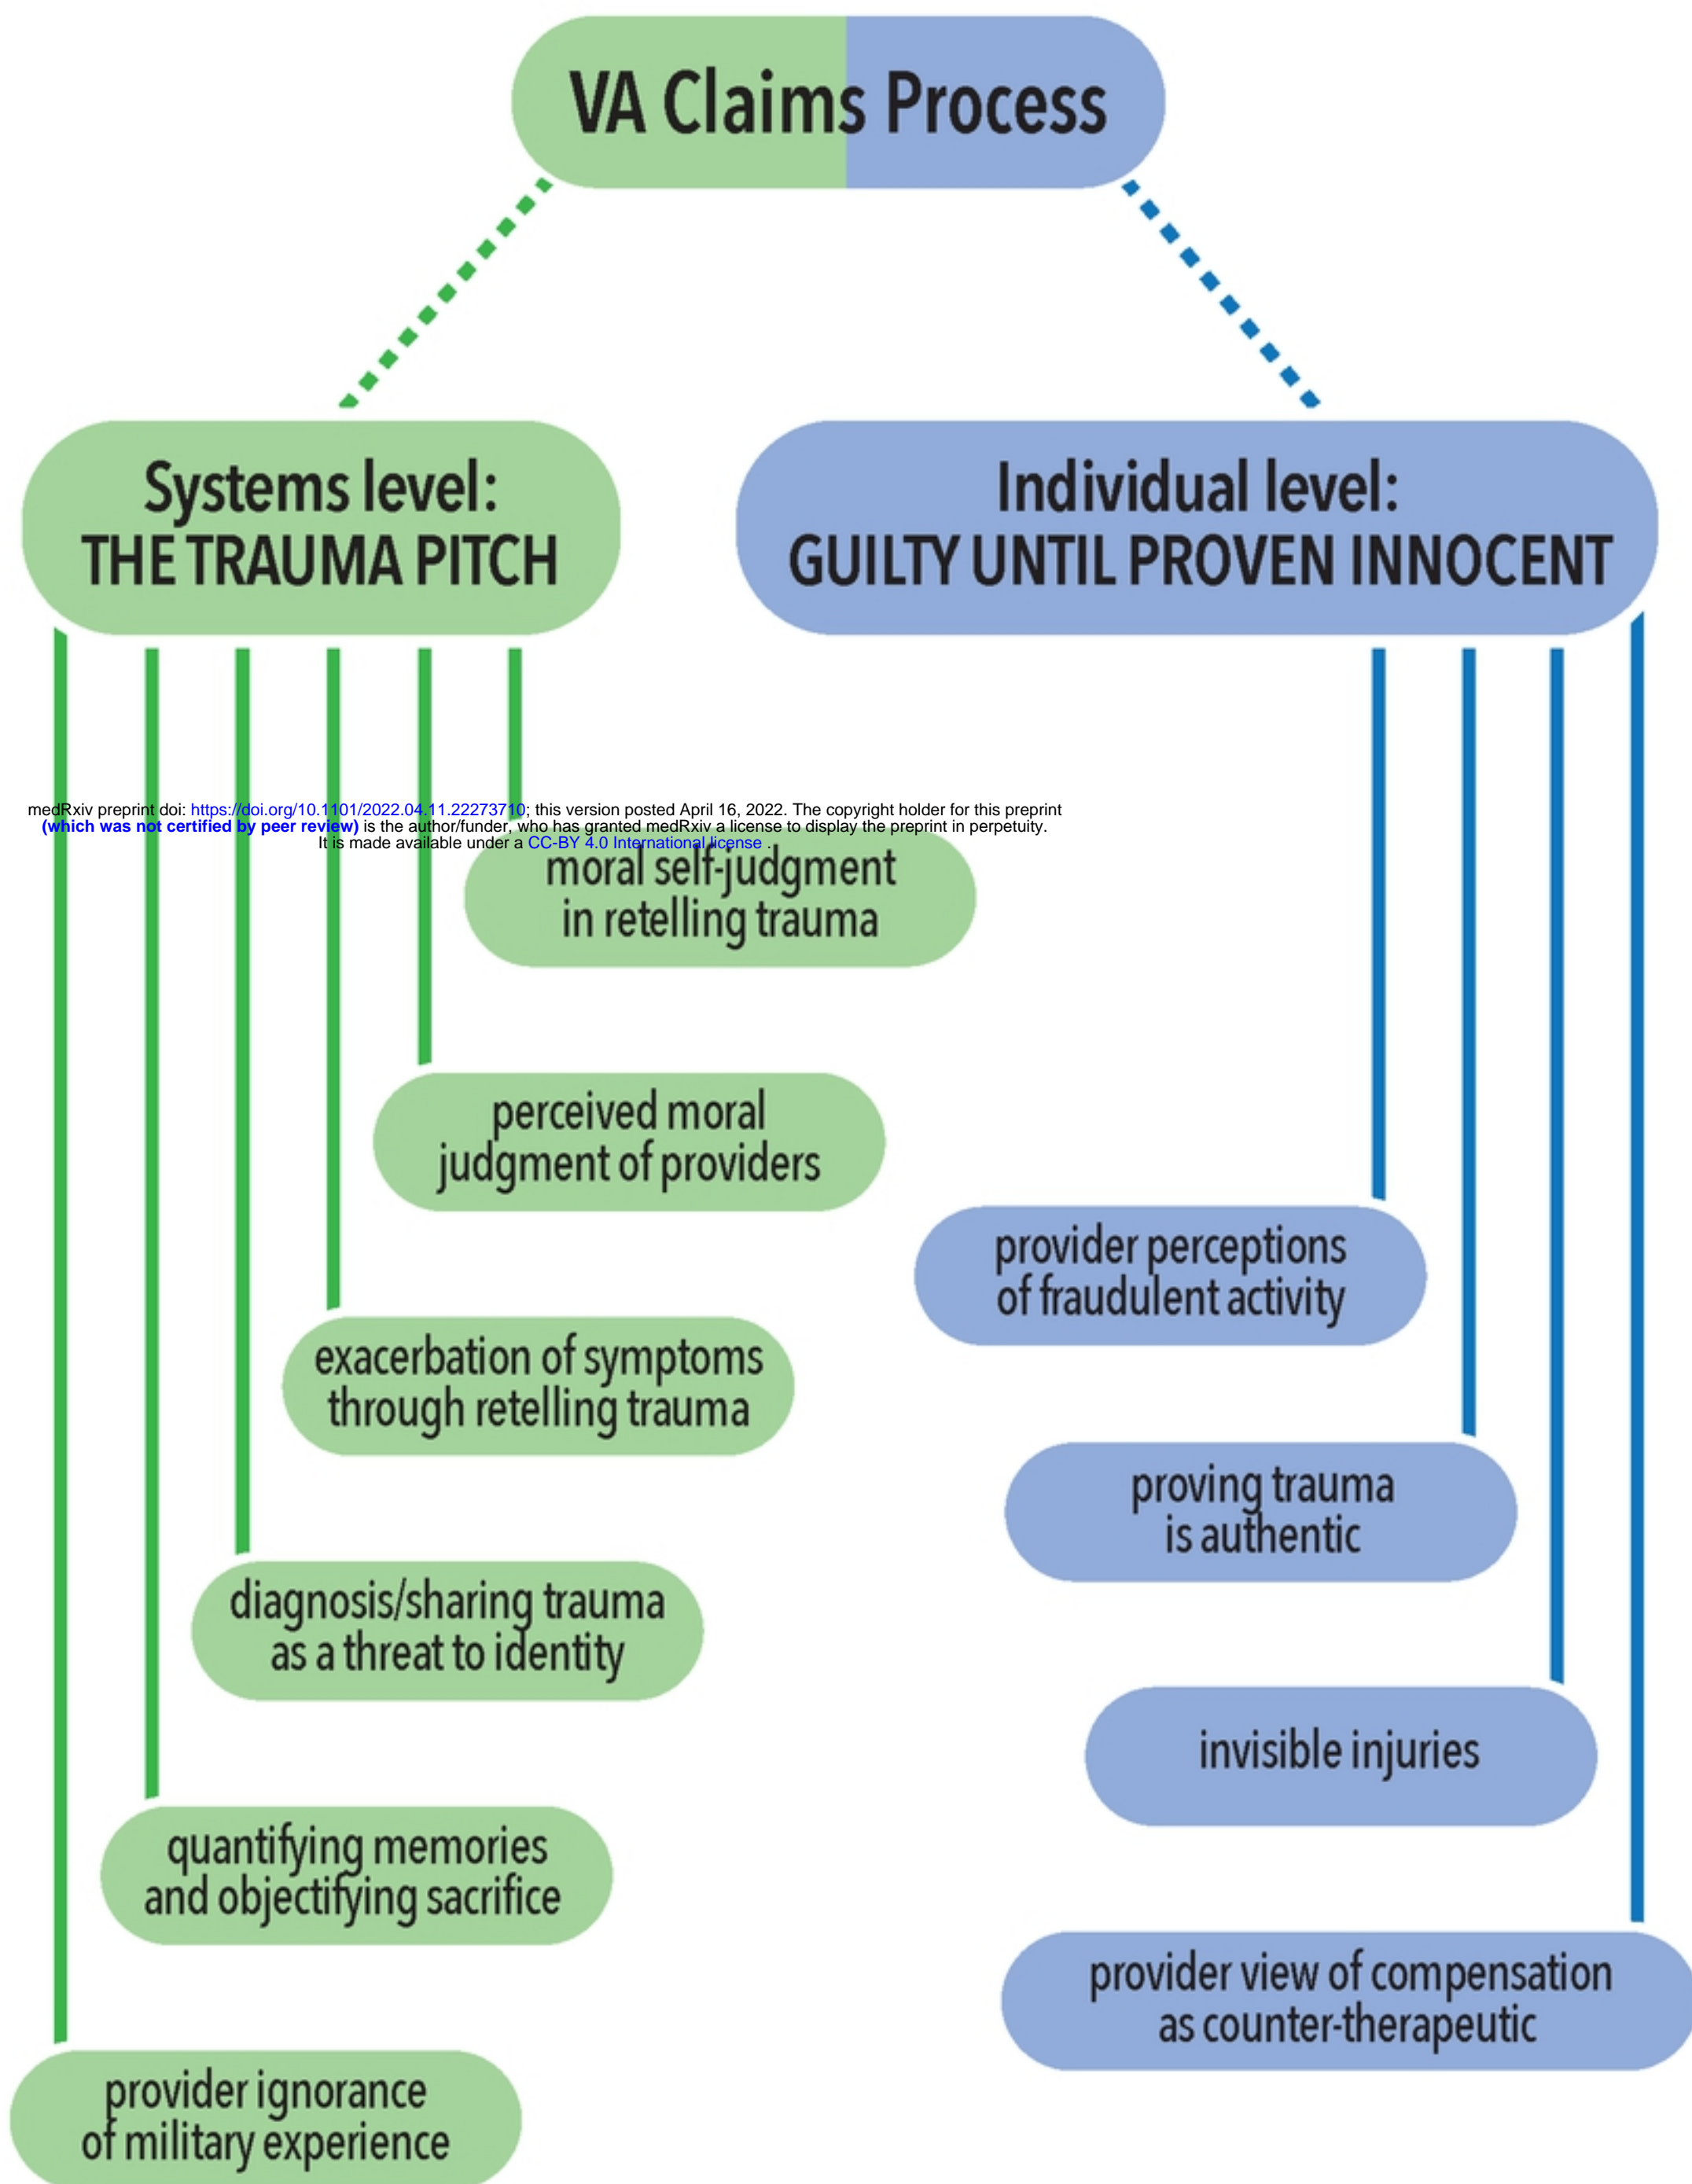 VA Claims Process
Systems level:
THE TRAUMA PITCH
Individual level:
GUILTY UNTIL PROVEN INNOCENT
medRxiv preprint doi: https://doi.org/10.1101/2022.04.11.22273710; this version posted April 16, 2022. The copyright holder for this preprint
(which was not certified by peer review) is the author/funder, who has granted medRxiv a license to display the preprint in perpetuity.
It is made available under a CC-BY 4.0 International license .
moral self-judgment
in retelling trauma
perceived moral
judgment of providers
provider perceptions
of fraudulent activity
exacerbation of symptoms
through retelling trauma
proving trauma
is authentic
diagnosis/sharing trauma
as a threat to identity
invisible injuries
quantifying memories
and objectifying sacrifice
provider view of compensation
as counter-therapeutic
provider ignorance
of military experience